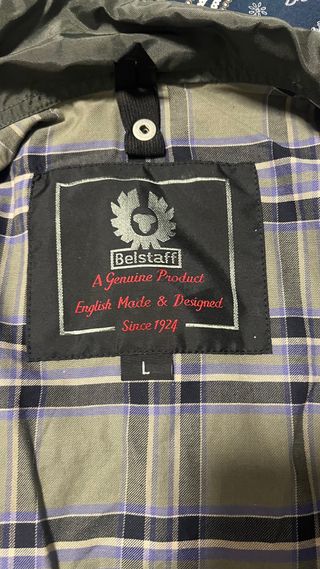 Belstaff
A Genuine Product
English Made & Designed
Since 1924
L